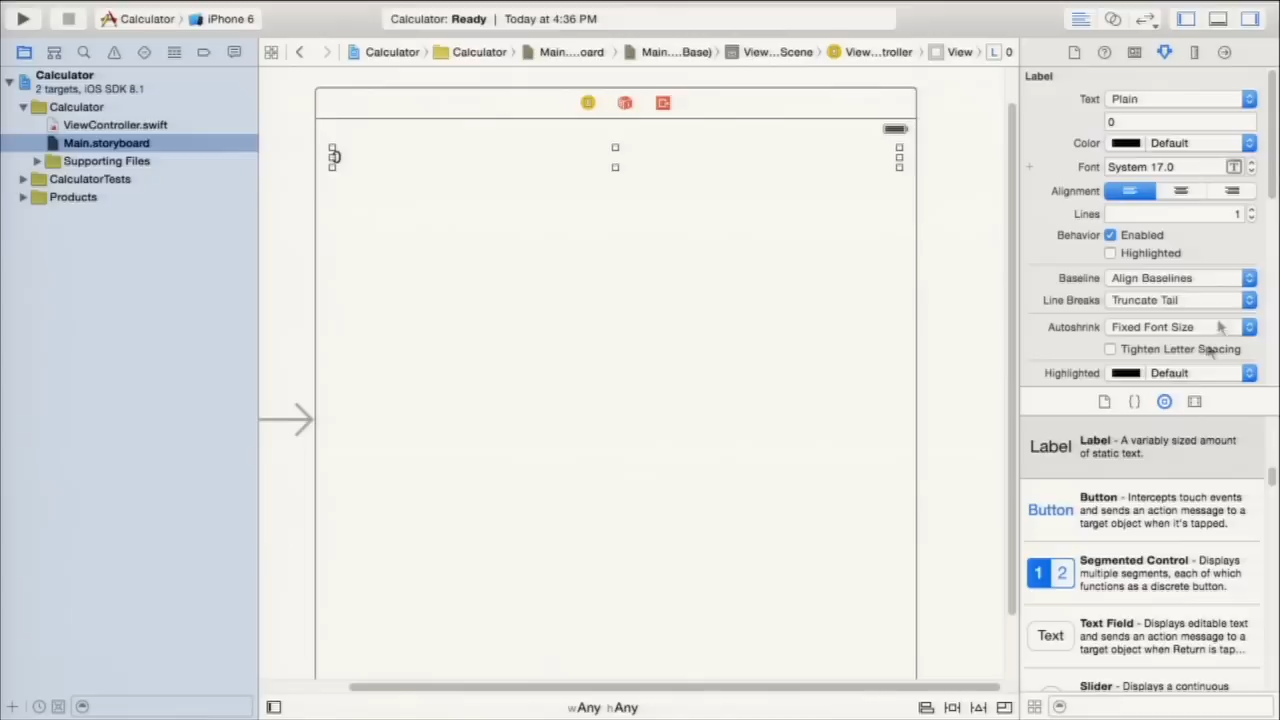 Calculator
iPhone 6
Calculator: Ready | Today at 4:36 PM
Calculator
2 targets, iOS SDK 8.1
Calculator
ViewController.swift
Main.storyboard
Supporting Files
CalculatorTests
Products
Calculator
Calculator
Main....oard
Main....Base)
View...Scene
View...troller
View
L 0
0
wAny hAny
Label
Text Plain
0
Color Default
Font System 17.0 T
Alignment
Lines 1
Behavior Enabled
Highlighted
Baseline Align Baselines
Line Breaks Truncate Tail
Autoshrink Fixed Font Size
Tighten Letter Spacing
Highlighted Default
Label Label - A variably sized amount
of static text.
Button - Intercepts touch events
Button and sends an action message to a
target object when it's tapped.
Segmented Control - Displays
1 2 multiple segments, each of which
functions as a discrete button.
Text Field - Displays editable text
Text and sends an action message to a
target object when Return is tap...
Slider - Displays a continuous